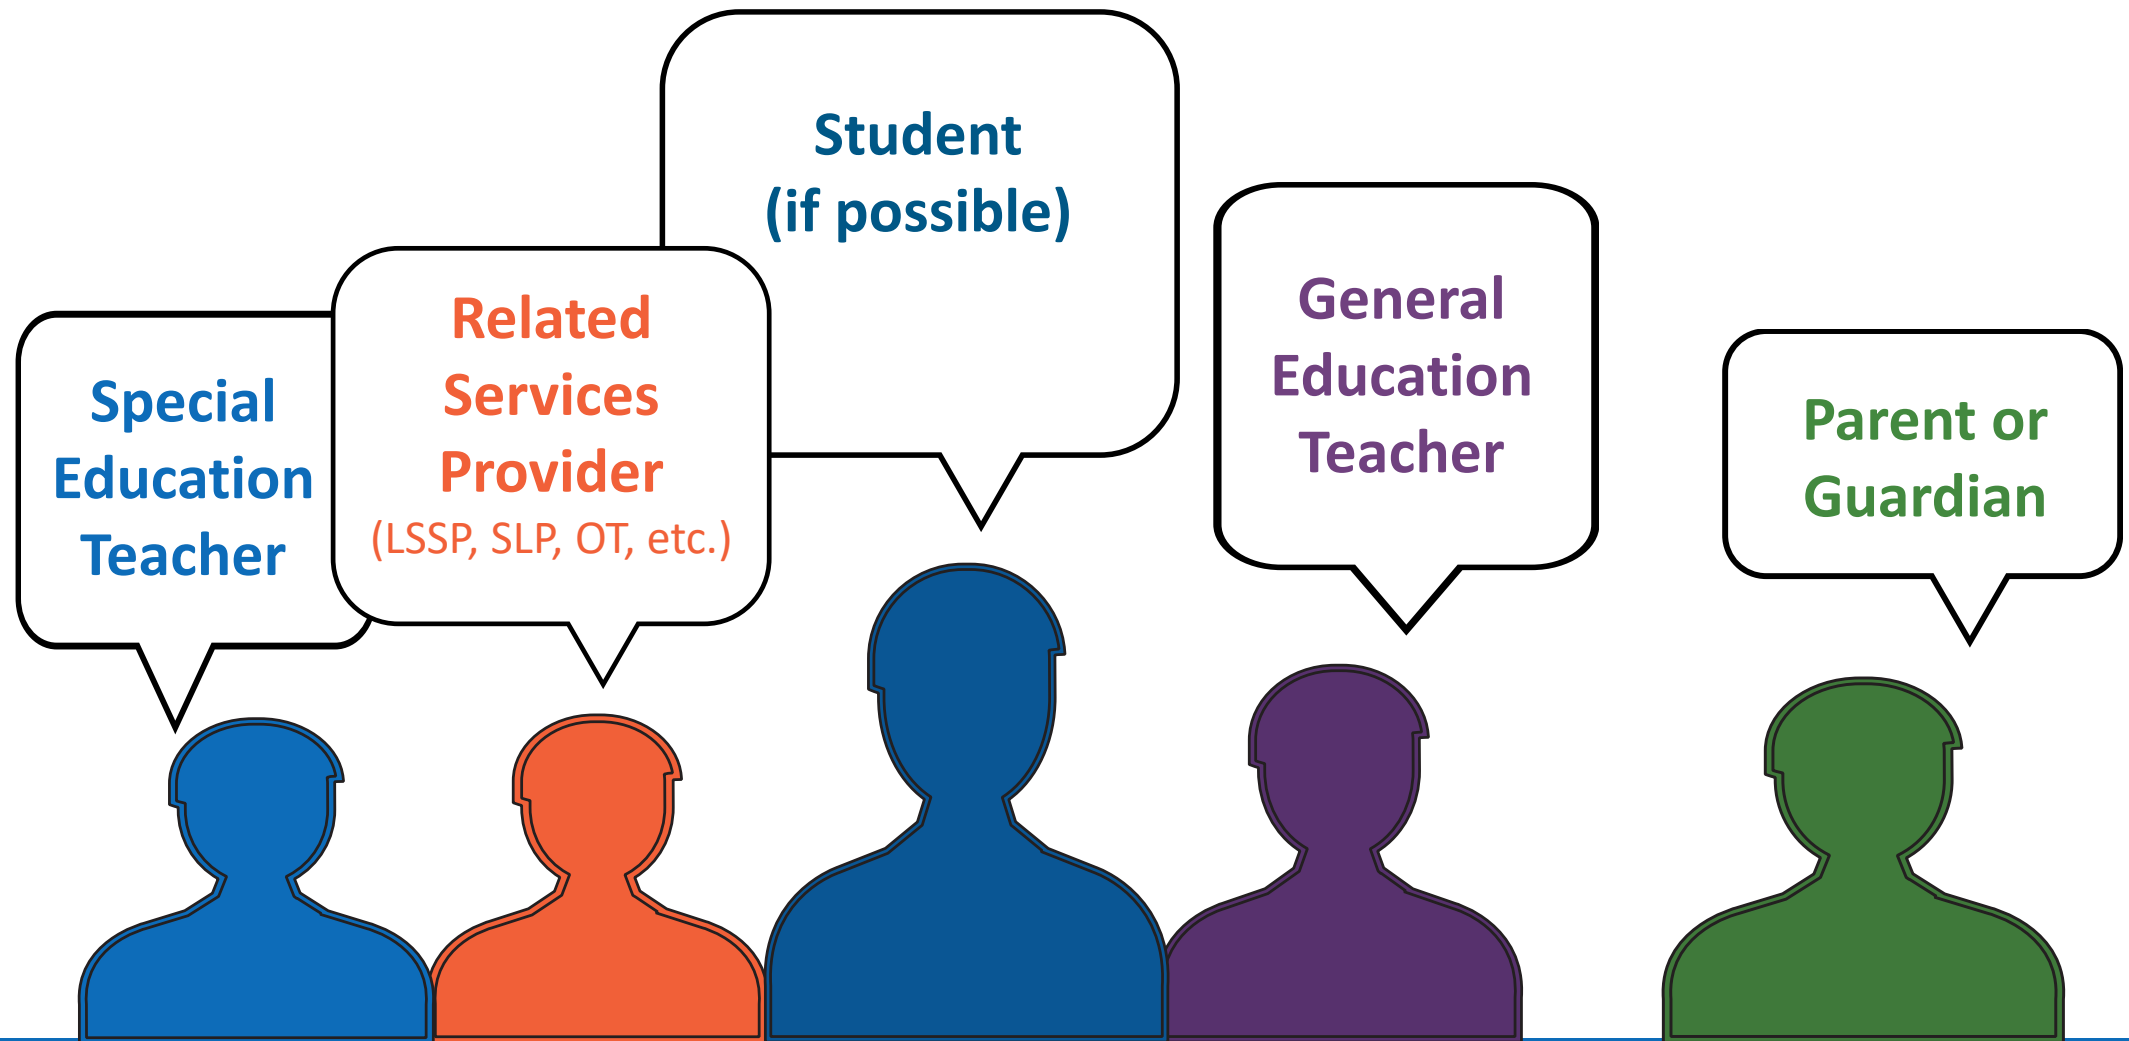 Special
Education
Teacher
Related
Services
Provider
(LSSP, SLP, OT, etc.)
Student
(if possible)
General
Education
Teacher
Parent or
Guardian